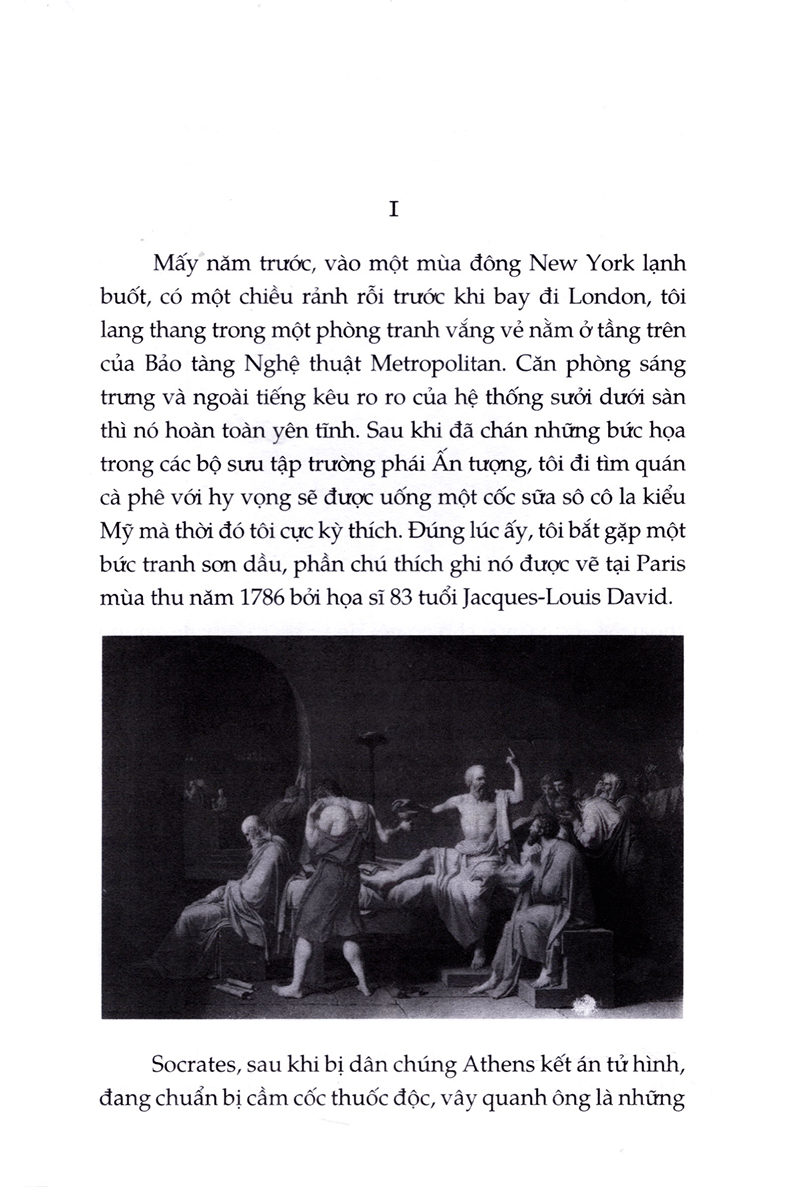 I
Mấy năm trước, vào một mùa đông New York lạnh
buốt, có một chiều rảnh rỗi trước khi bay đi London, tôi
lang thang trong một phòng tranh vắng vẻ nằm ở tầng trên
của Bảo tàng Nghệ thuật Metropolitan. Căn phòng sáng
trưng và ngoài tiếng kêu ro ro của hệ thống sưởi dưới sàn
thì nó hoàn toàn yên tĩnh. Sau khi đã chán những bức họa
trong các bộ sưu tập trường phái Ấn tượng, tôi đi tìm quán
cà phê với hy vọng sẽ được uống một cốc sữa sô cô la kiểu
Mỹ mà thời đó tôi cực kỳ thích. Đúng lúc ấy, tôi bắt gặp một
bức tranh sơn dầu, phần chú thích ghi nó được vẽ tại Paris
mùa thu năm 1786 bởi họa sĩ 83 tuổi Jacques-Louis David.
Socrates, sau khi bị dân chúng Athens kết án tử hình,
đang chuẩn bị cầm cốc thuốc độc, vây quanh ông là những